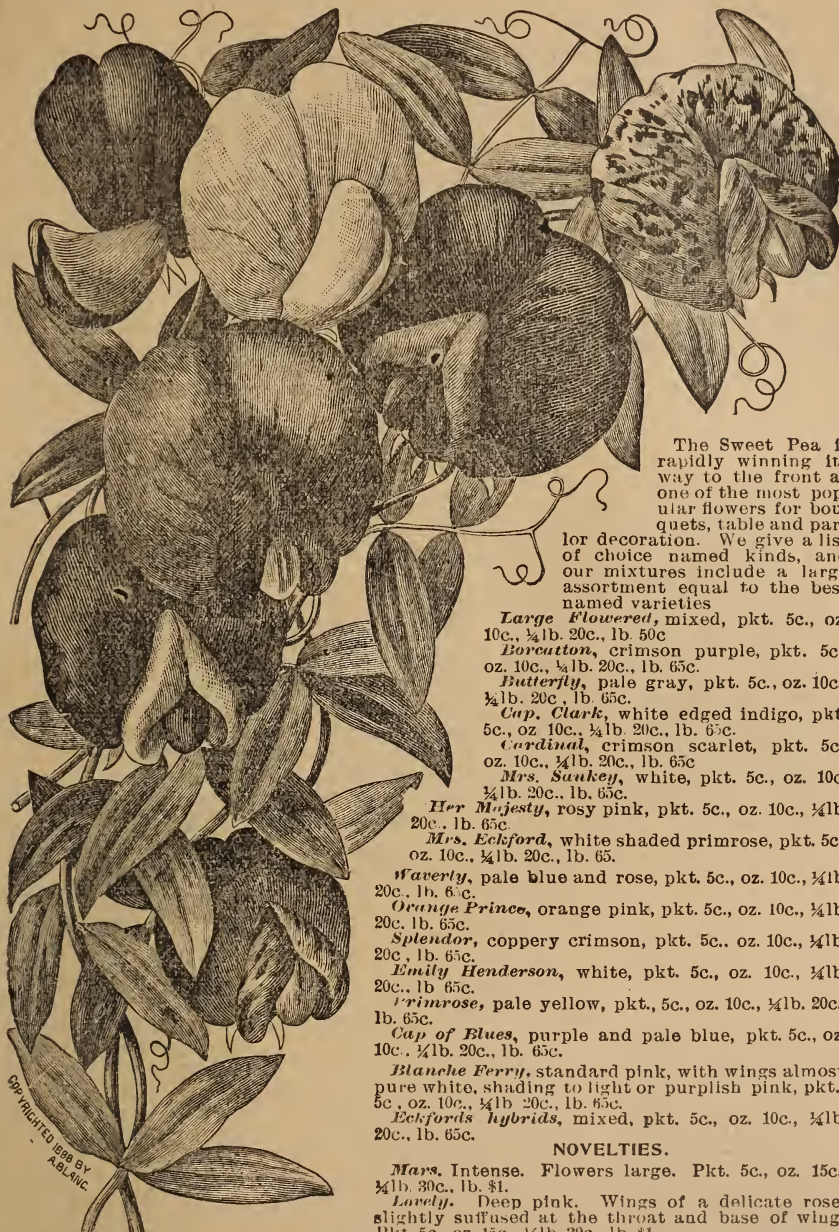 The Sweet Pea i
rapidly winning it
way to the front a
one of the most pop
ular flowers for bou
quets, table and par
lor decoration. We give a lis
of choice named kinds, and
our mixtures include a larg
assortment equal to the bes
named varieties
Large Flowered, mixed, pkt. 5c., oz
10c., ¼lb. 20c., lb. 50c
Borcatton, crimson purple, pkt. 5c
oz. 10c., ¼lb. 20c., lb. 65c.
Butterfly, pale gray, pkt. 5c., oz. 10c
¼lb. 20c , lb. 65c.
Cap. Clark, white edged indigo, pkt
5c., oz 10c., ¼lb. 20c., lb. 65c.
Cardinal, crimson scarlet, pkt. 5c
oz. 10c., ¼lb. 20c., lb. 65c
Mrs. Sankey, white, pkt. 5c., oz. 10c
¼lb. 20c., lb. 65c.
Her Majesty, rosy pink, pkt. 5c., oz. 10c., ¼lb
20c., lb. 65c.
Mrs. Eckford, white shaded primrose, pkt. 5c
oz. 10c., ¼lb. 20c., lb. 65.
Waverly, pale blue and rose, pkt. 5c., oz. 10c., ¼lb
20c., lb. 65c.
Orange Prince, orange pink, pkt. 5c., oz. 10c., ¼lb
20c. lb. 65c.
Splendor, coppery crimson, pkt. 5c.. oz. 10c., ¼lb
20c , lb. 65c.
Emily Henderson, white, pkt. 5c., oz. 10c., ¼lb
20c., lb 65c.
Primrose, pale yellow, pkt., 5c., oz. 10c., ¼lb. 20c.
lb. 65c.
Cap of Blues, purple and pale blue, pkt. 5c., oz
10c., ¼lb. 20c., lb. 65c.
Blanche Ferry, standard pink, with wings almost
pure white, shading to light or purplish pink, pkt.
5c , oz. 10c., ¼lb 20c., lb. 65c.
Eckfords hybrids, mixed, pkt. 5c., oz. 10c., ¼lb
20c., lb. 65c.
NOVELTIES.
Mars. Intense. Flowers large. Pkt. 5c., oz. 15c.
¼lb. 30c., lb. $1.
Lovely. Deep pink. Wings of a delicate rose
slightly suffused at the throat and base of wing
COPYRIGHTED 1898 BY
A.BLANC.